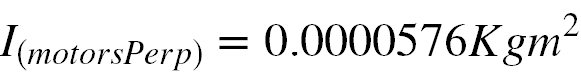 I(motorsPerp) = 0.0000576Kgm²